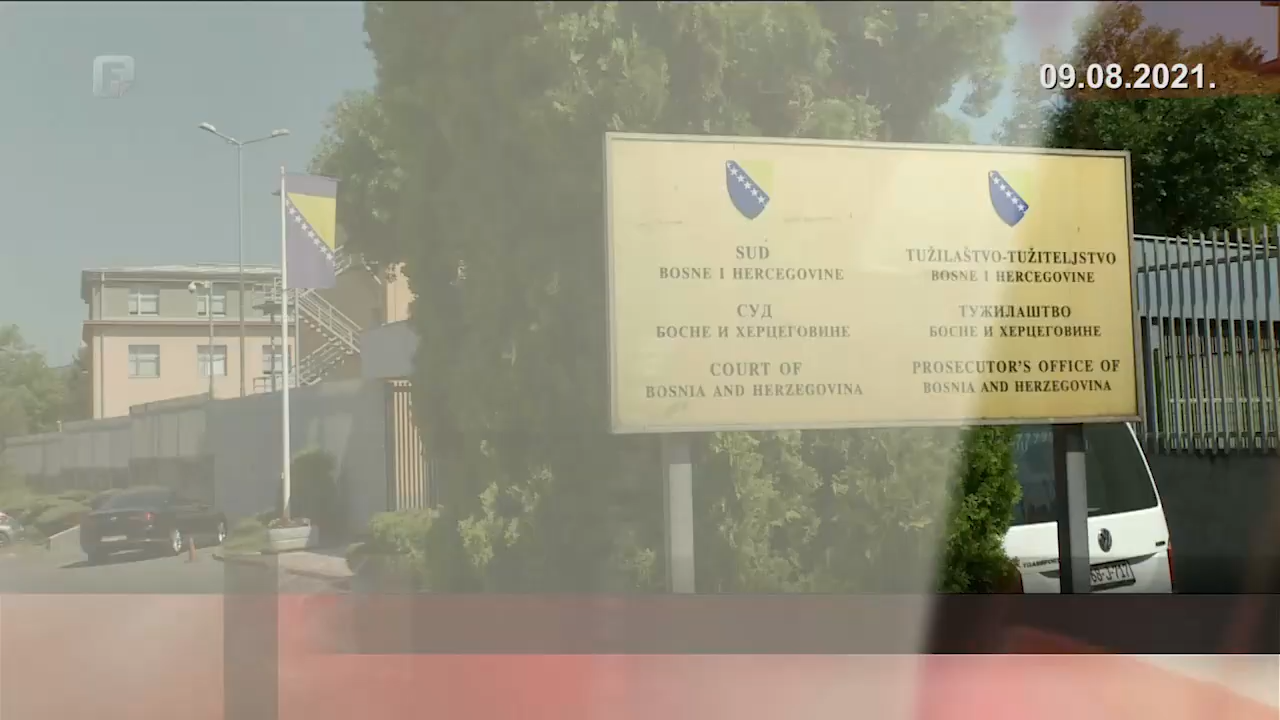 F
09.08.2021.
SUD
BOSNE I HERCEGOVINE
СУД
БОСНЕ И ХЕРЦЕГОВИНЕ
COURT OF
BOSNIA AND HERZEGOVINA
TUŽILAŠTVO-TUŽITELJSTVO
BOSNE I HERCEGOVINE
ТУЖИЛАШТВО
БОСНЕ И ХЕРЦЕГОВИНЕ
PROSECUTOR'S OFFICE OF
BOSNIA AND HERZEGOVINA